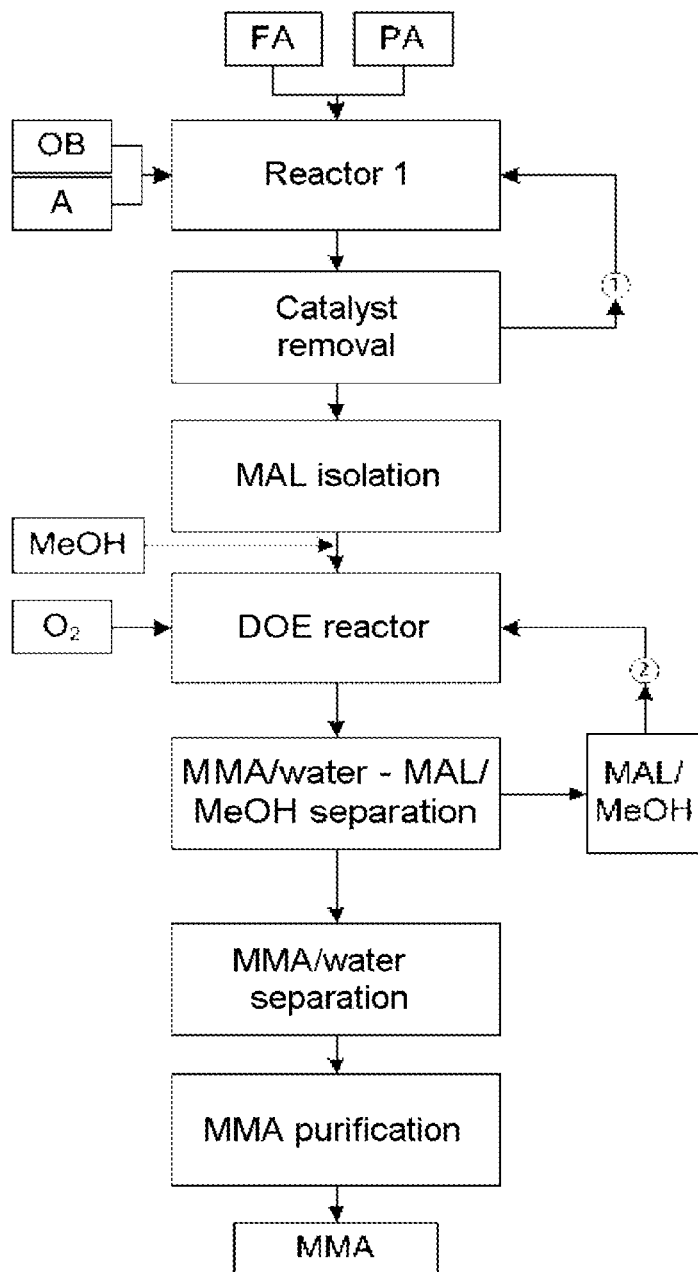 FA
PA
OB
A
Reactor 1
1
Catalyst
removal
MAL isolation
MeOH
O₂
DOE reactor
2
MMA/water - MAL/
MeOH separation
MAL/
MeOH
MMA/water
separation
MMA purification
MMA